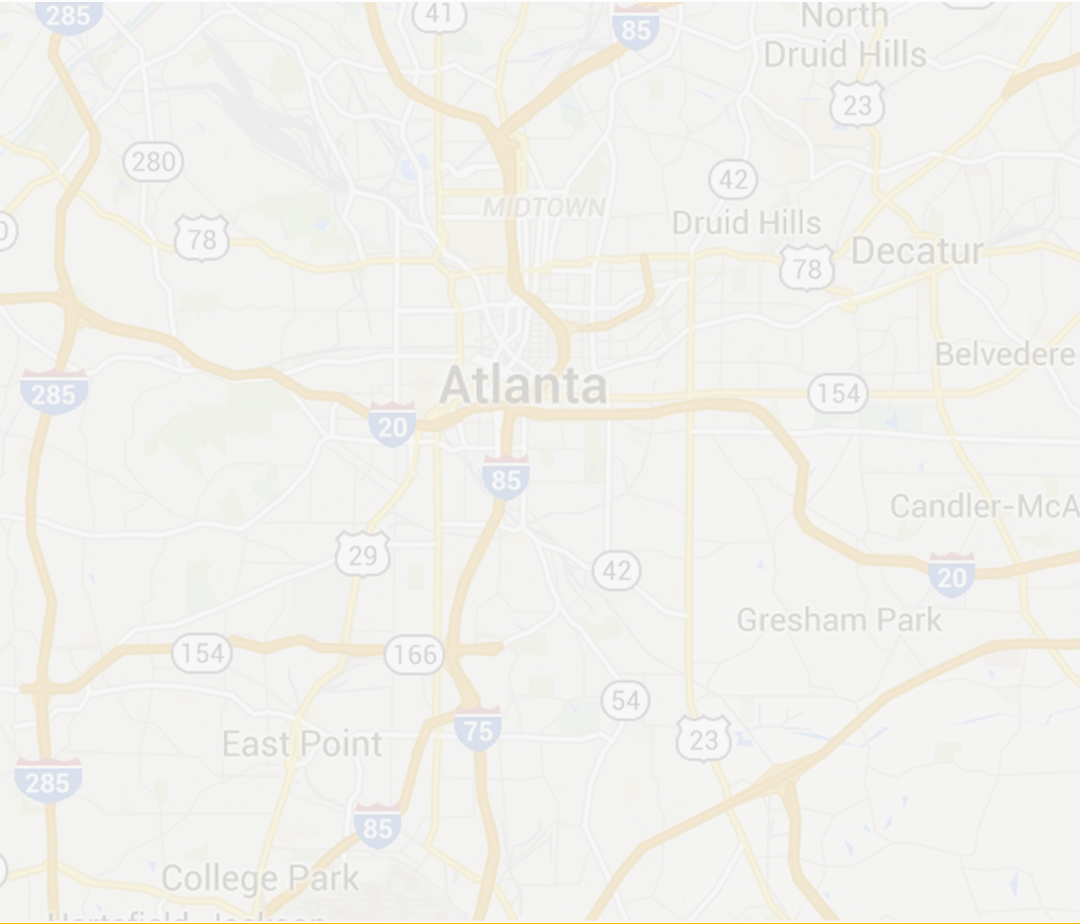 285
41
85
North
Druid Hills
23
280
42
MIDTOWN
Druid Hills
78
78
Decatur
Belvedere
285
Atlanta
154
20
85
Candler-McA
29
42
20
Gresham Park
154
166
54
East Point
75
23
285
85
College Park
Hartsfield-Jackson